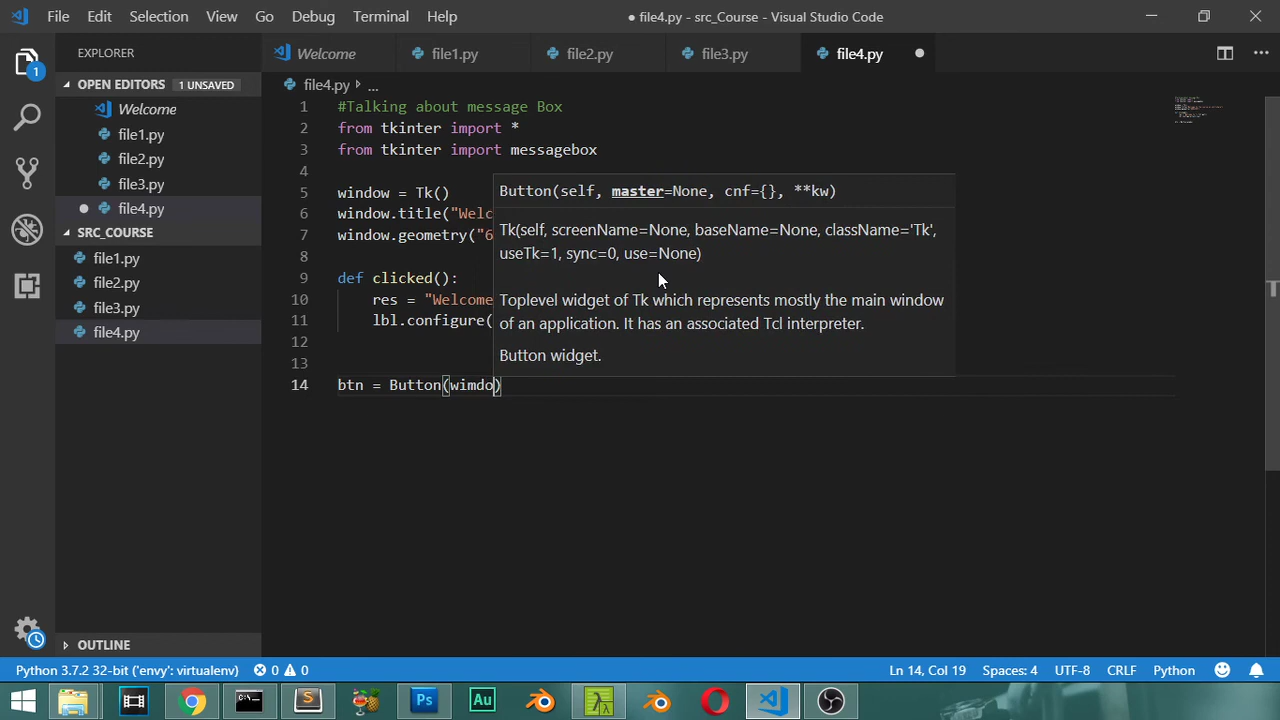 File Edit Selection View Go Debug Terminal Help
● file4.py - src_Course - Visual Studio Code
EXPLORER
Welcome file1.py file2.py file3.py file4.py
OPEN EDITORS 1 UNSAVED
Welcome
file1.py
file2.py
file3.py
file4.py
SRC_COURSE
file1.py
file2.py
file3.py
file4.py
OUTLINE
1
file4.py ...
1 #Talking about message Box
2 from tkinter import *
3 from tkinter import messagebox
4
5 window = Tk()
6 window.title("Welc
7 window.geometry("6
8
9 def clicked():
10 res = "Welcome
11 lbl.configure(
12
13
14 btn = Button(wimdo)
Button(self, master=None, cnf={}, **kw)
Tk(self, screenName=None, baseName=None, className='Tk',
useTk=1, sync=0, use=None)
Toplevel widget of Tk which represents mostly the main window
of an application. It has an associated Tcl interpreter.
Button widget.
Python 3.7.2 32-bit ('envy': virtualenv) 0 0 Ln 14, Col 19 Spaces: 4 UTF-8 CRLF Python
Ps Au